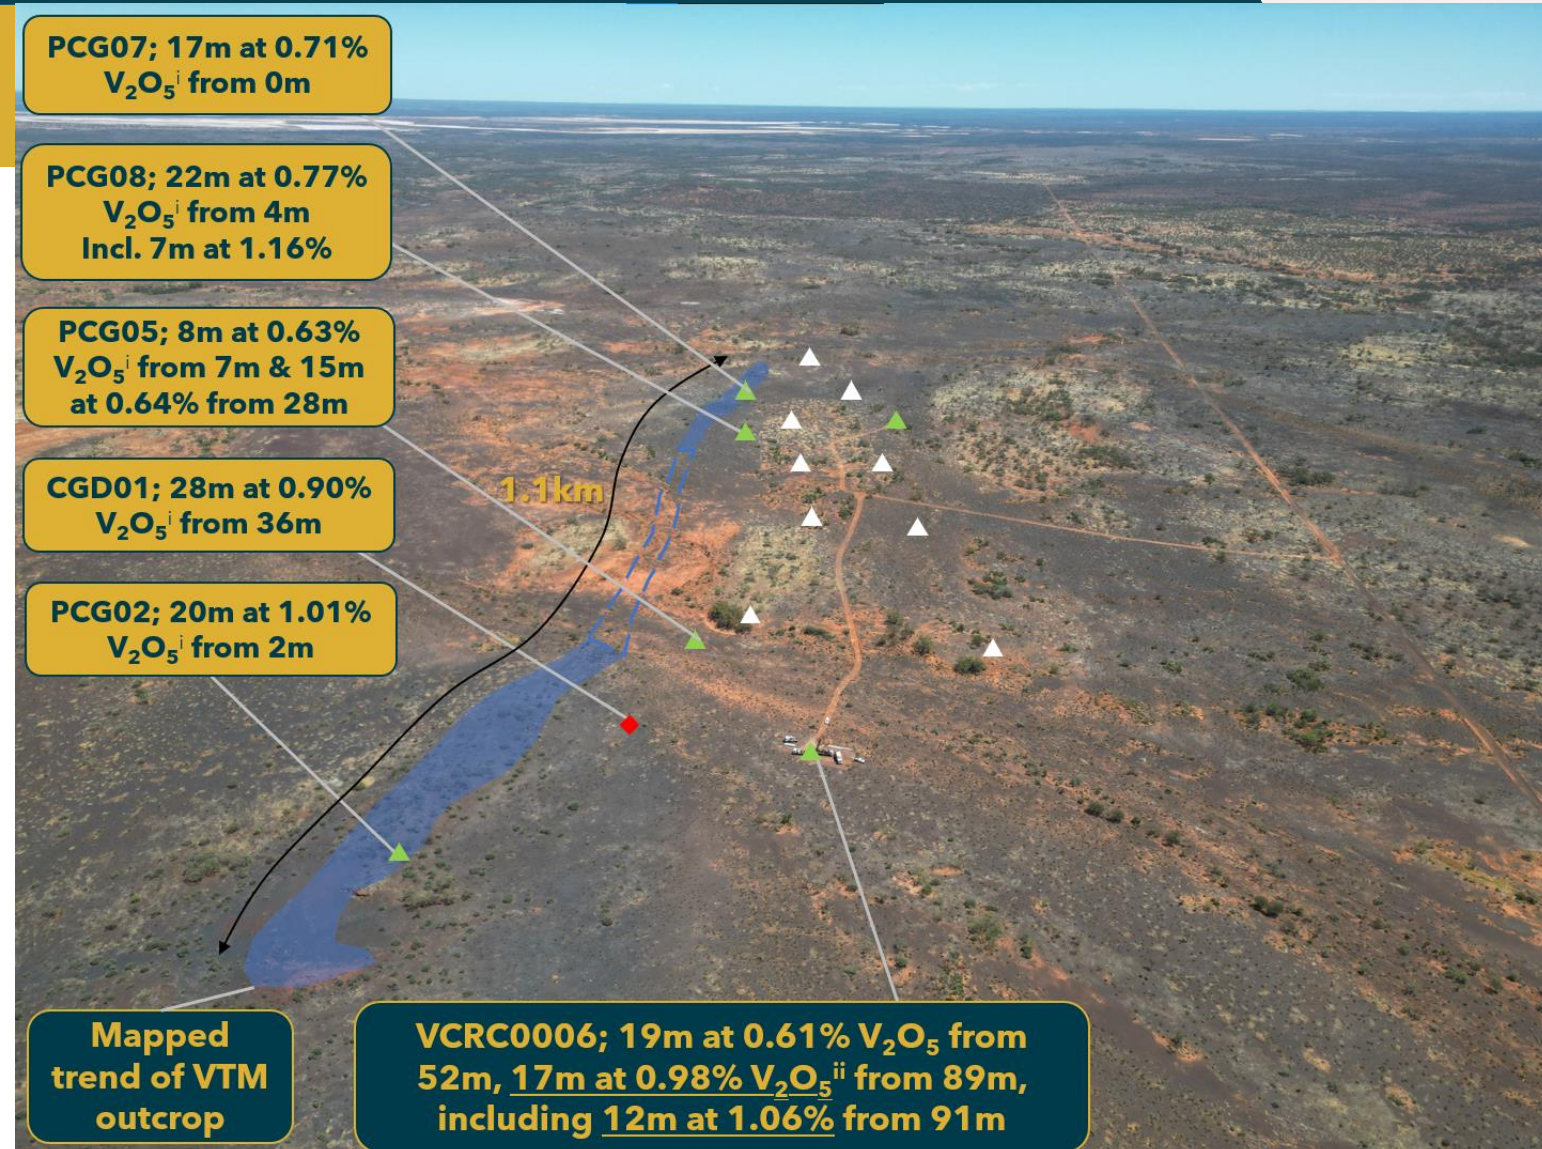 PCG07; 17m at 0.71%
V₂O₅ⁱ from 0m
PCG08; 22m at 0.77%
V₂O₅ⁱ from 4m
Incl. 7m at 1.16%
PCG05; 8m at 0.63%
V₂O₅ⁱ from 7m & 15m
at 0.64% from 28m
1.1km
CGD01; 28m at 0.90%
V₂O₅ⁱ from 36m
PCG02; 20m at 1.01%
V₂O₅ⁱ from 2m
Mapped
trend of VTM
outcrop
VCRC0006; 19m at 0.61% V₂O₅ from
52m, 17m at 0.98% V₂O₅ⁱⁱ from 89m,
including 12m at 1.06% from 91m